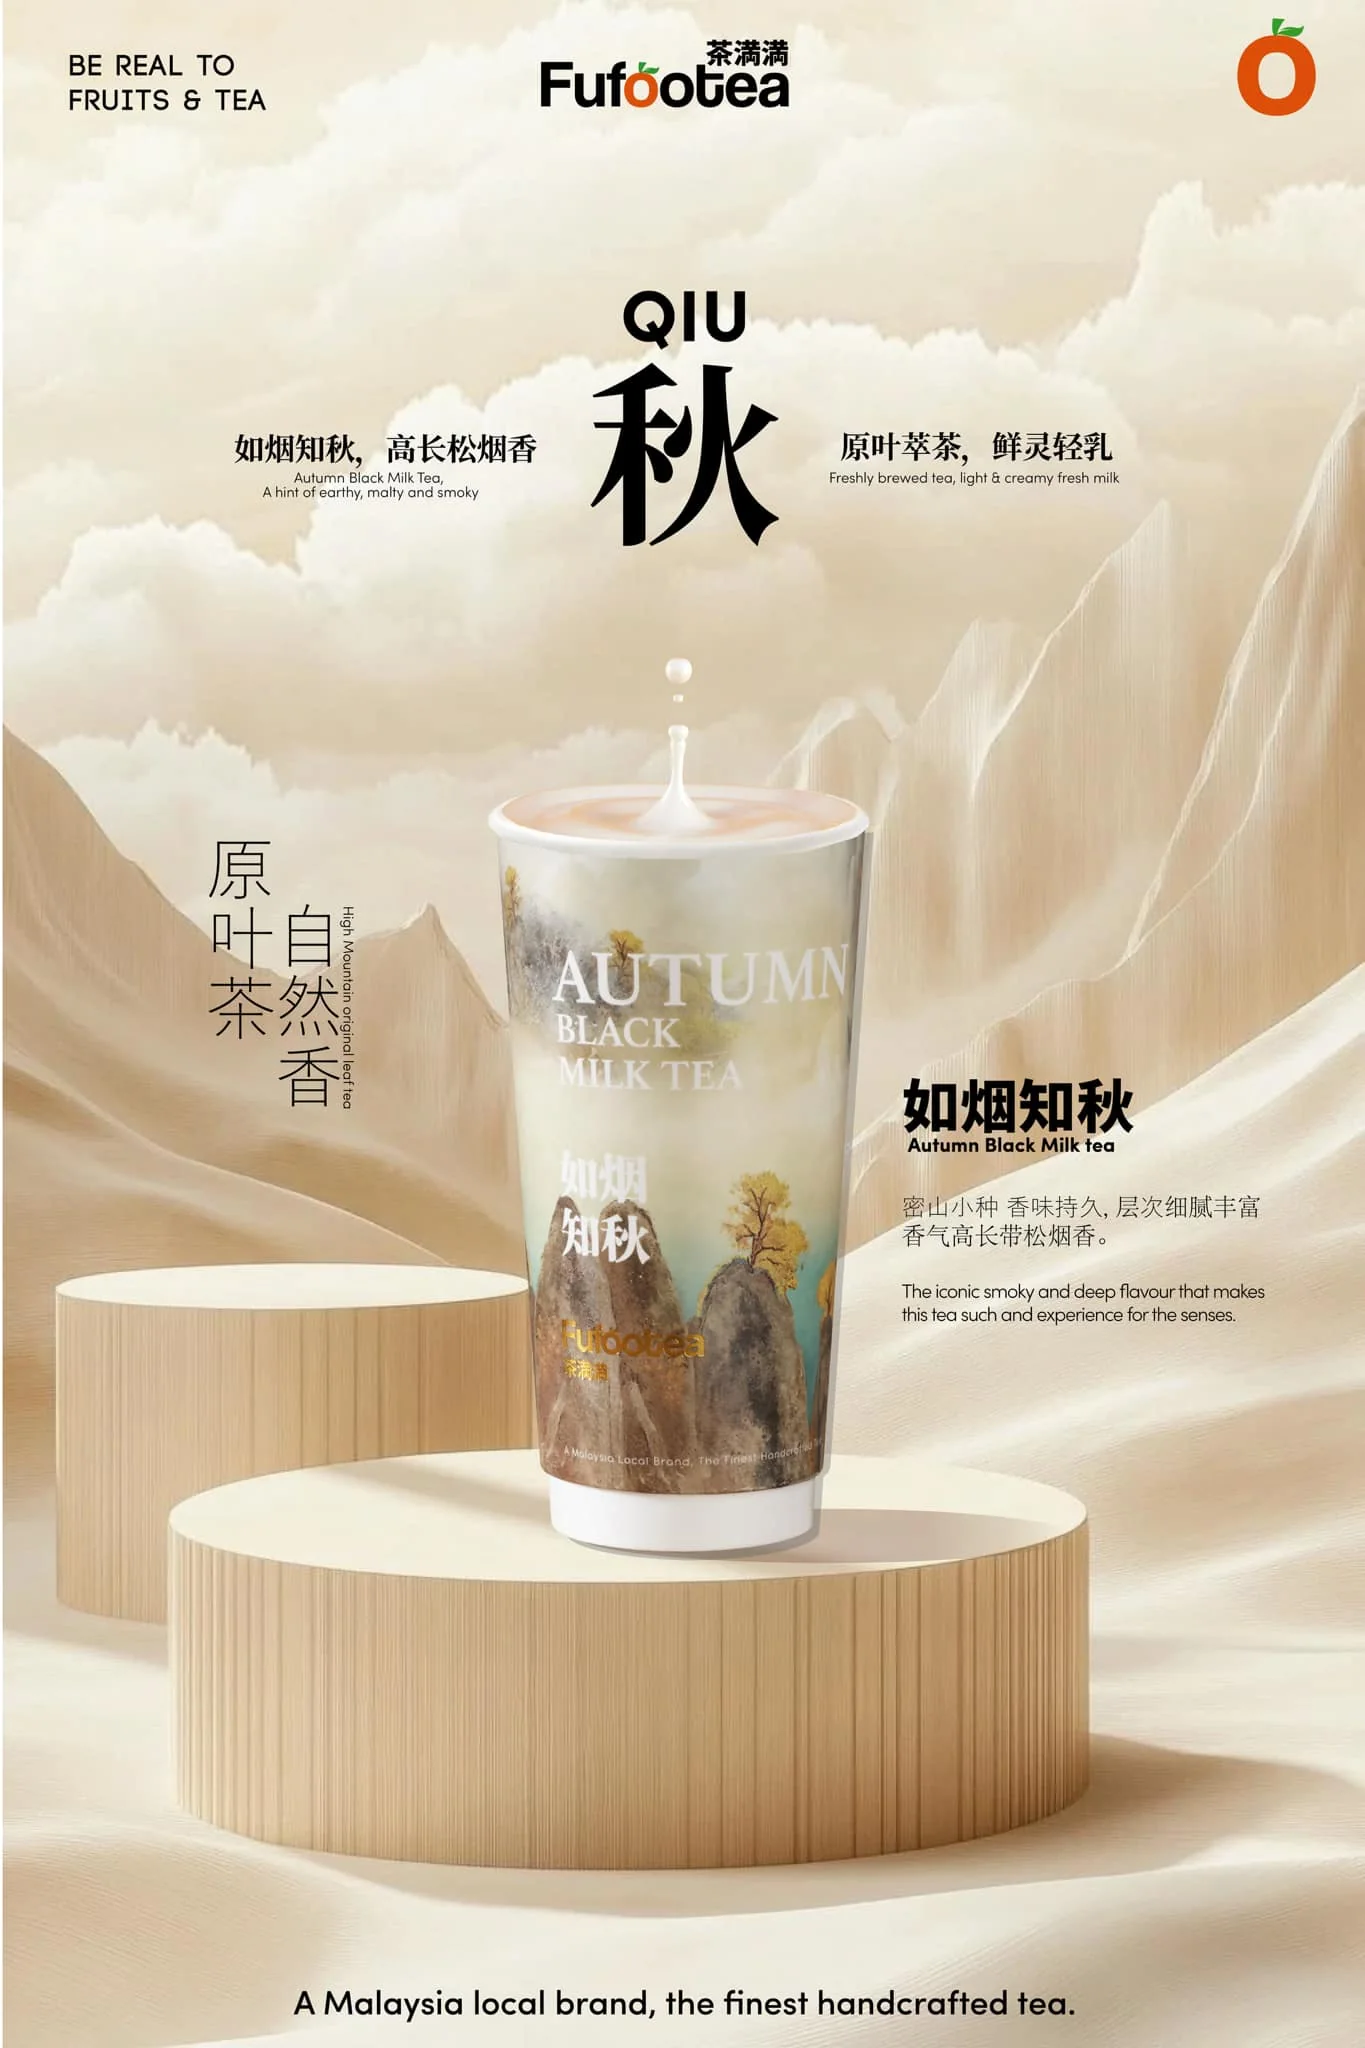 BE REAL TO
FRUITS & TEA
茶満満
Fufootea
O
QIU
秋
如烟知秋，高长松烟香
Autumn Black Milk Tea,
A hint of earthy, malty and smoky
原叶萃茶，鲜灵轻乳
Freshly brewed tea, light & creamy fresh milk
原叶茶
自然香
High Mountain original leaf tea
AUTUMN
BLACK
MILK TEA
如烟
知秋
Fufootea
茶満満
A Malaysia Local Brand, The Finest Handcrafted
如烟知秋
Autumn Black Milk tea
密山小种 香味持久, 层次细腻丰富
香气高长带松烟香。
The iconic smoky and deep flavour that makes
this tea such and experience for the senses.
A Malaysia local brand, the finest handcrafted tea.